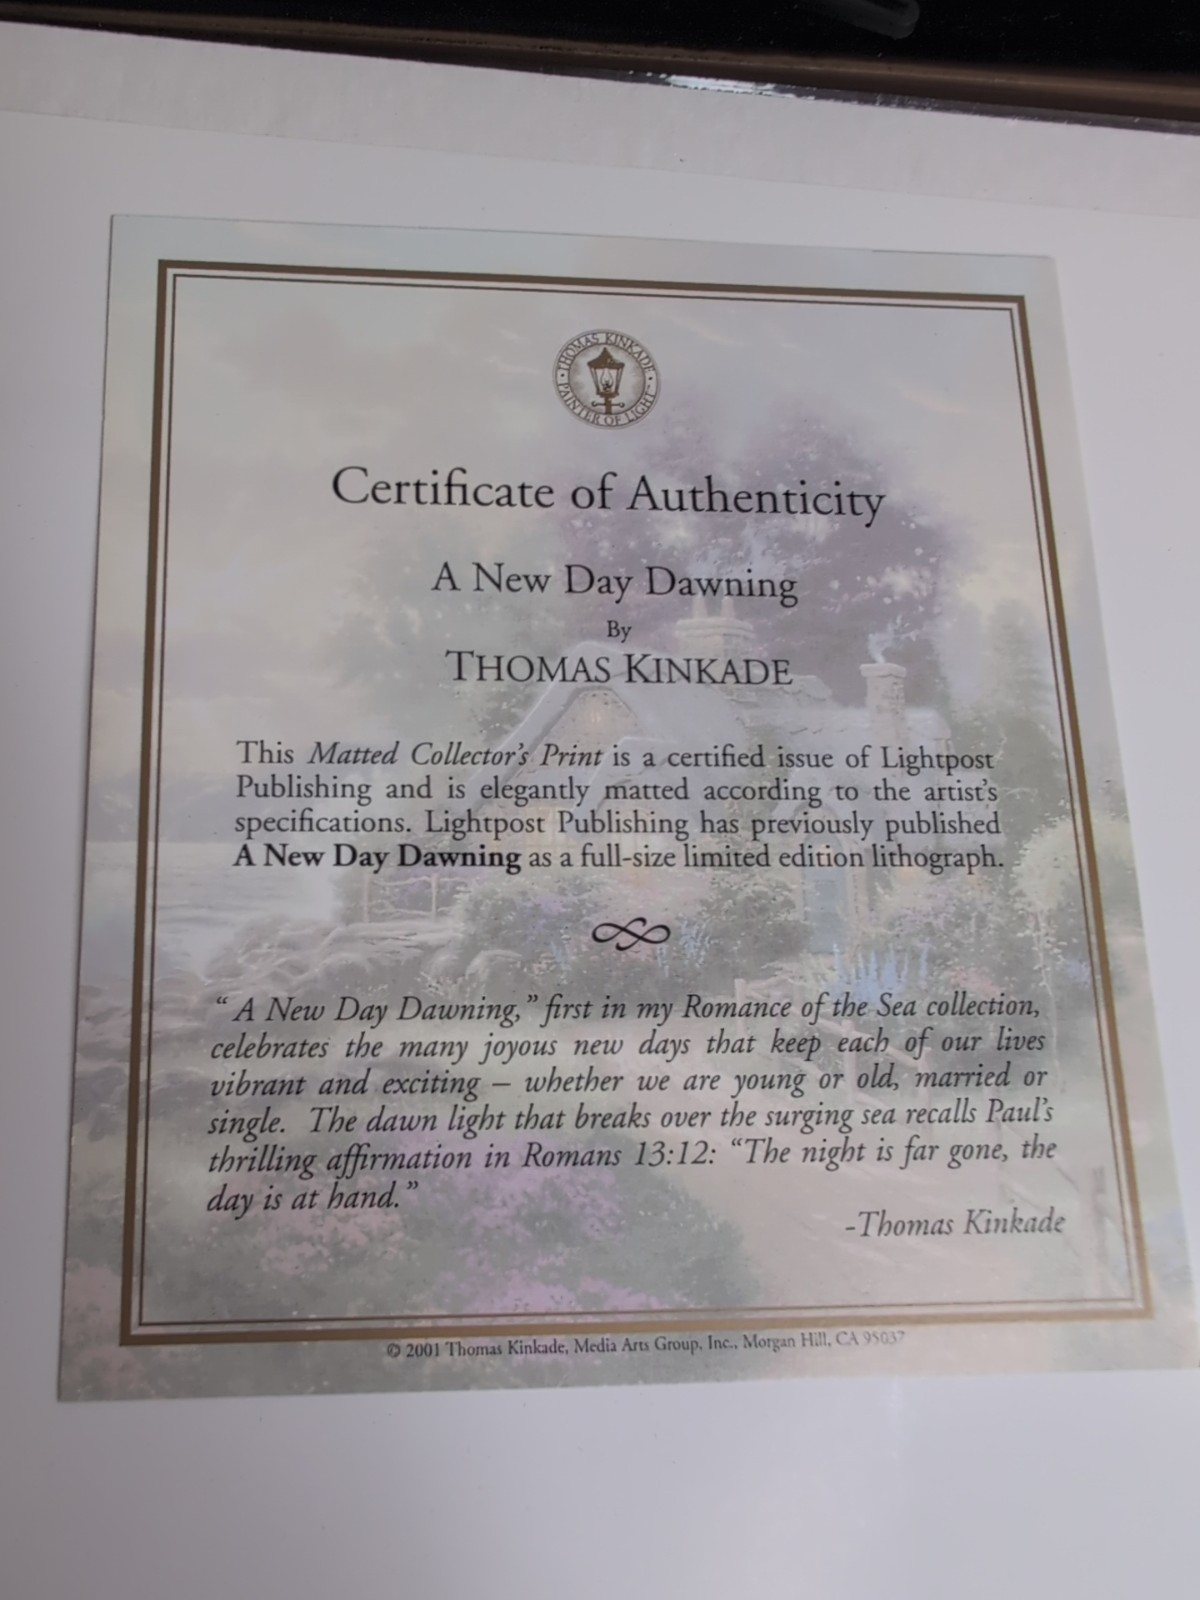 THOMAS KINKADE
PAINTER OF LIGHT
Certificate of Authenticity
A New Day Dawning
By
THOMAS KINKADE
This Matted Collector's Print is a certified issue of Lightpost
Publishing and is elegantly matted according to the artist's
specifications. Lightpost Publishing has previously published
A New Day Dawning as a full-size limited edition lithograph.
“ A New Day Dawning,” first in my Romance of the Sea collection,
celebrates the many joyous new days that keep each of our lives
vibrant and exciting – whether we are young or old, married or
single. The dawn light that breaks over the surging sea recalls Paul's
thrilling affirmation in Romans 13:12: “The night is far gone, the
day is at hand.”
-Thomas Kinkade
© 2001 Thomas Kinkade, Media Arts Group, Inc., Morgan Hill, CA 95037